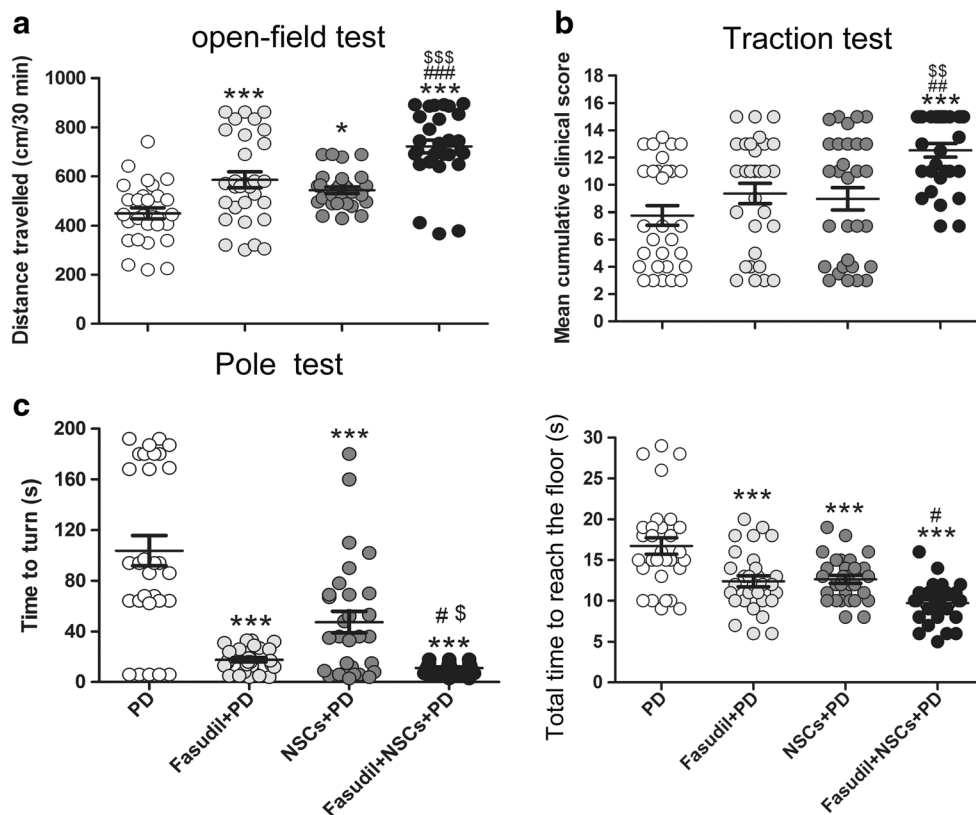 a
open-field test
Distance travelled (cm/30 min)
1000
800
600
400
200
0
***
*
$$$
###
***
b
Traction test
Mean cumulative clinical score
18
16
14
12
10
8
6
4
2
0
$$
##
***
Pole test
c
Time to turn (s)
200
160
120
80
40
0
***
***
# $
***
PD
Fasudil+PD
NSCs+PD
Fasudil+NSCs+PD
Total time to reach the floor (s)
30
25
20
15
10
5
0
***
***
#
***
PD
Fasudil+PD
NSCs+PD
Fasudil+NSCs+PD